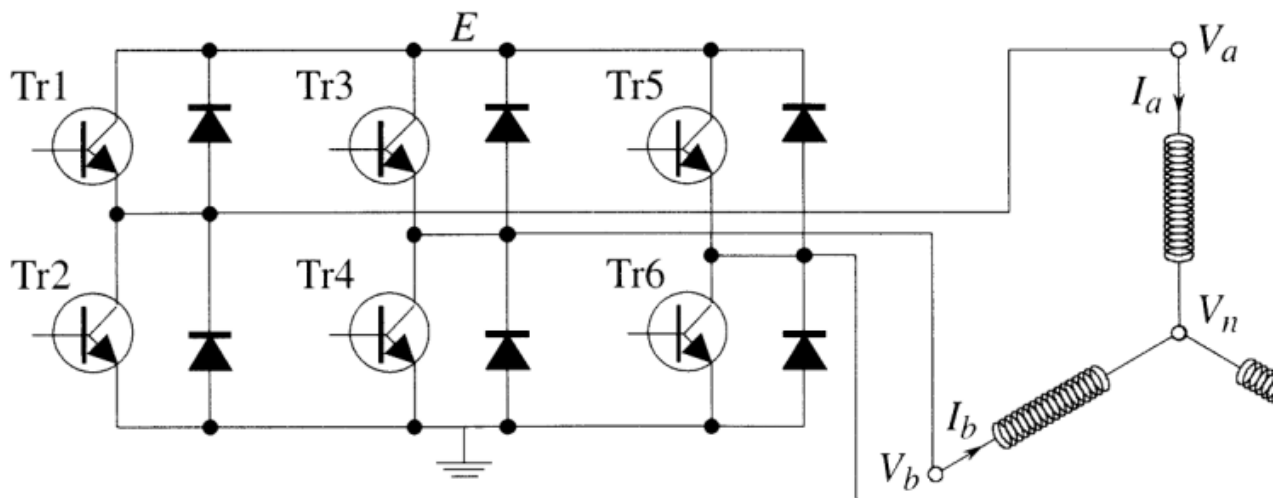 E
Tr1
Tr3
Tr5
V_a
I_a
Tr2
Tr4
Tr6
V_n
I_b
V_b